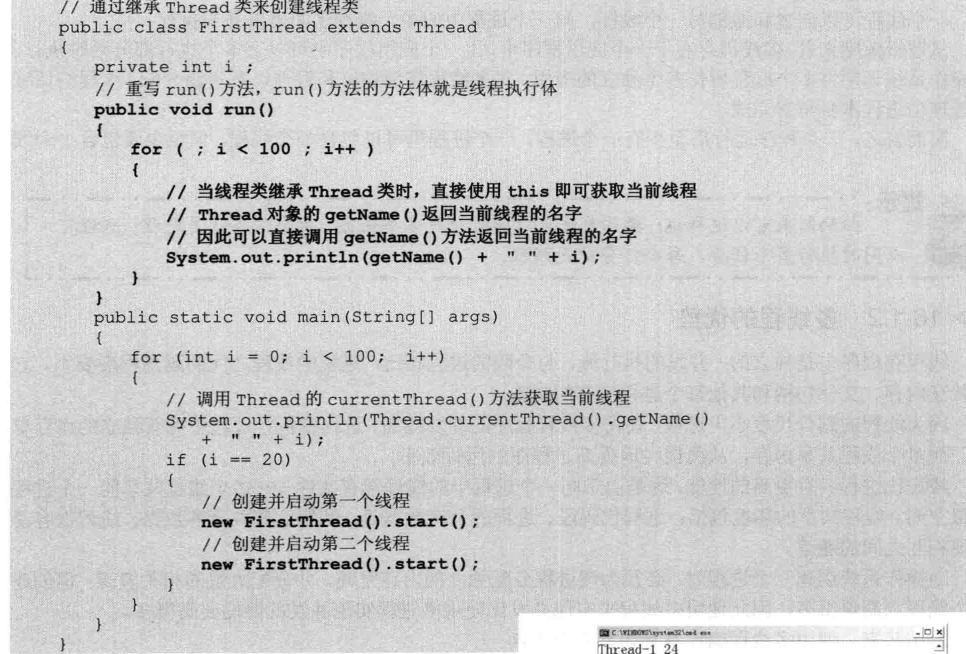 // 通过继承 Thread 类来创建线程类
public class FirstThread extends Thread
{
private int i ;
// 重写 run()方法，run()方法的方法体就是线程执行体
public void run()
{
for ( ; i < 100 ; i++ )
{
// 当线程类继承 Thread 类时，直接使用 this 即可获取当前线程
// Thread 对象的 getName()返回当前线程的名字
// 因此可以直接调用 getName()方法返回当前线程的名字
System.out.println(getName() + " " + i);
}
}
public static void main(String[] args)
{
for (int i = 0; i < 100; i++)
{
// 调用 Thread 的 currentThread()方法获取当前线程
System.out.println(Thread.currentThread().getName()
+ " " + i);
if (i == 20)
{
// 创建并启动第一个线程
new FirstThread().start();
// 创建并启动第二个线程
new FirstThread().start();
}
}
}
}
C:\WINDOWS\system32\cmd.exe
Thread-1 24